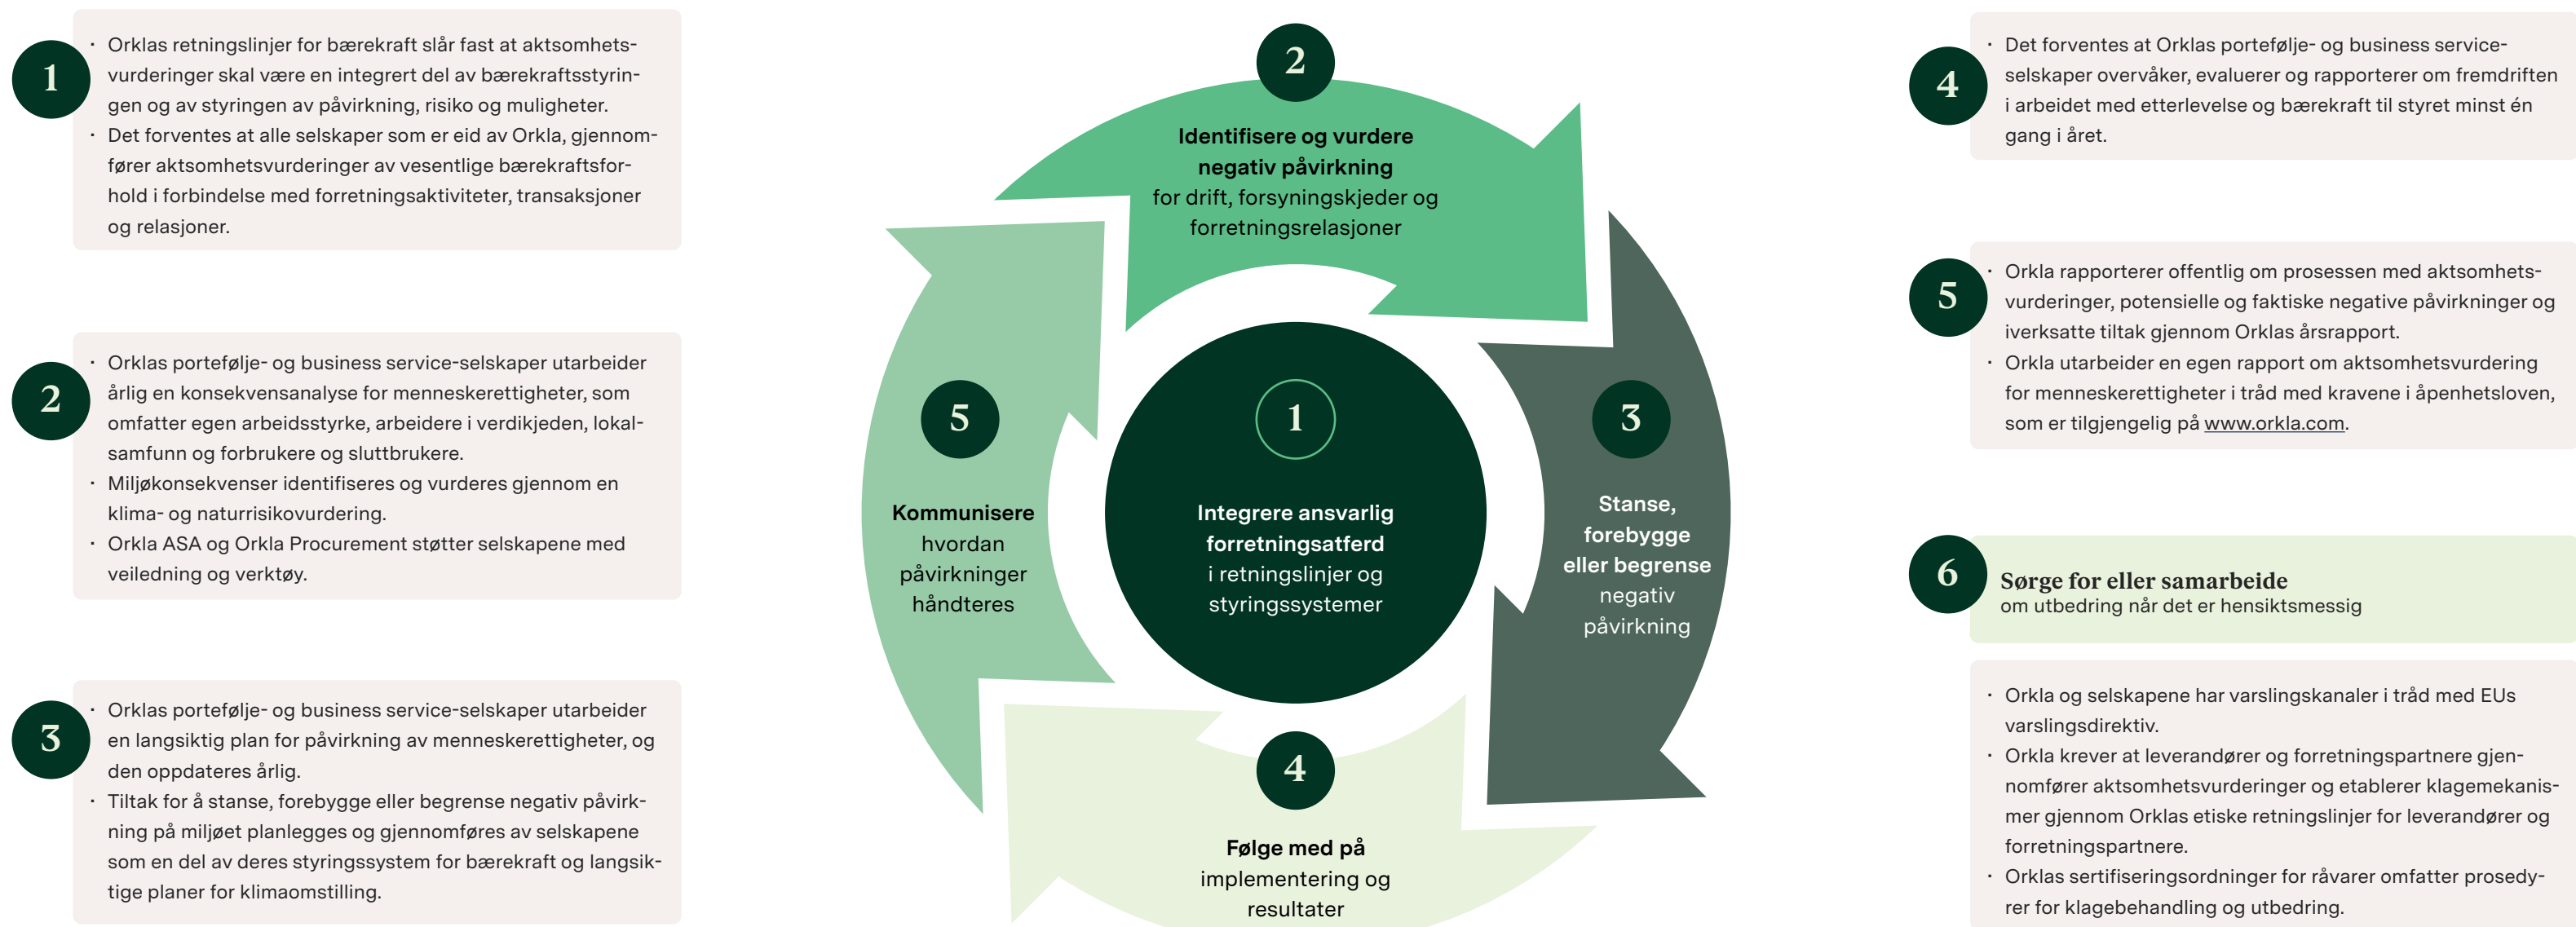 1
· Orklas retningslinjer for bærekraft slår fast at aktsomhets-
vurderinger skal være en integrert del av bærekraftsstyrin-
gen og av styringen av påvirkning, risiko og muligheter.
· Det forventes at alle selskaper som er eid av Orkla, gjennom-
fører aktsomhetsvurderinger av vesentlige bærekraftsfor-
hold i forbindelse med forretningsaktiviteter, transaksjoner
og relasjoner.
2
· Orklas portefølje- og business service-selskaper utarbeider
årlig en konsekvensanalyse for menneskerettigheter, som
omfatter egen arbeidsstyrke, arbeidere i verdikjeden, lokal-
samfunn og forbrukere og sluttbrukere.
· Miljøkonsekvenser identifiseres og vurderes gjennom en
klima- og naturrisikovurdering.
· Orkla ASA og Orkla Procurement støtter selskapene med
veiledning og verktøy.
3
· Orklas portefølje- og business service-selskaper utarbeider
en langsiktig plan for påvirkning av menneskerettigheter, og
den oppdateres årlig.
· Tiltak for å stanse, forebygge eller begrense negativ påvirk-
ning på miljøet planlegges og gjennomføres av selskapene
som en del av deres styringssystem for bærekraft og langsik-
tige planer for klimaomstilling.
2
Identifisere og vurdere
negativ påvirkning
for drift, forsyningskjeder og
forretningsrelasjoner
5
Kommunisere
hvordan
påvirkninger
håndteres
1
Integrere ansvarlig
forretningsatferd
i retningslinjer og
styringssystemer
3
Stanse,
forebygge
eller begrense
negativ
påvirkning
4
Følge med på
implementering og
resultater
4
· Det forventes at Orklas portefølje- og business service-
selskaper overvåker, evaluerer og rapporterer om fremdriften
i arbeidet med etterlevelse og bærekraft til styret minst én
gang i året.
5
· Orkla rapporterer offentlig om prosessen med aktsomhets-
vurderinger, potensielle og faktiske negative påvirkninger og
iverksatte tiltak gjennom Orklas årsrapport.
· Orkla utarbeider en egen rapport om aktsomhetsvurdering
for menneskerettigheter i tråd med kravene i åpenhetsloven,
som er tilgjengelig på www.orkla.com.
6
Sørge for eller samarbeide
om utbedring når det er hensiktsmessig
· Orkla og selskapene har varslingskanaler i tråd med EUs
varslingsdirektiv.
· Orkla krever at leverandører og forretningspartnere gjen-
nomfører aktsomhetsvurderinger og etablerer klagemekanis-
mer gjennom Orklas etiske retningslinjer for leverandører og
forretningspartnere.
· Orklas sertifiseringsordninger for råvarer omfatter prosedy-
rer for klagebehandling og utbedring.